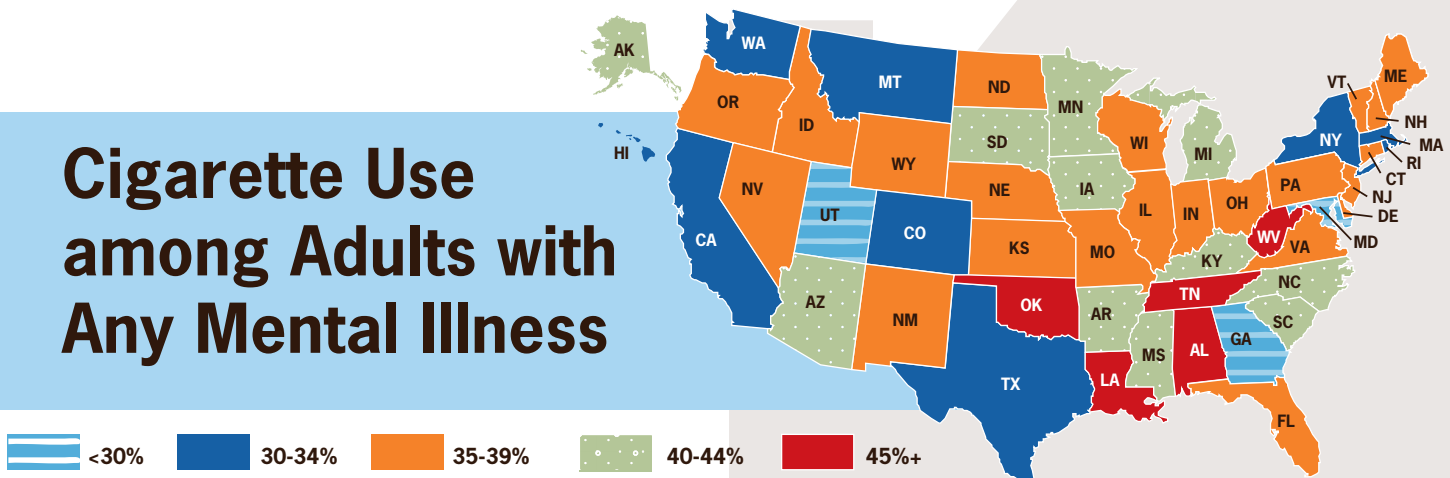 Cigarette Use
among Adults with
Any Mental Illness
AK
HI
WA
OR
CA
ID
NV
MT
WY
UT
AZ
CO
NM
ND
SD
NE
KS
OK
TX
MN
IA
MO
AR
LA
WI
IL
MI
IN
OH
KY
TN
MS
AL
GA
FL
SC
NC
VA
WV
PA
NY
VT
ME
NH
MA
RI
CT
NJ
DE
MD
<30%
30-34%
35-39%
40-44%
45%+